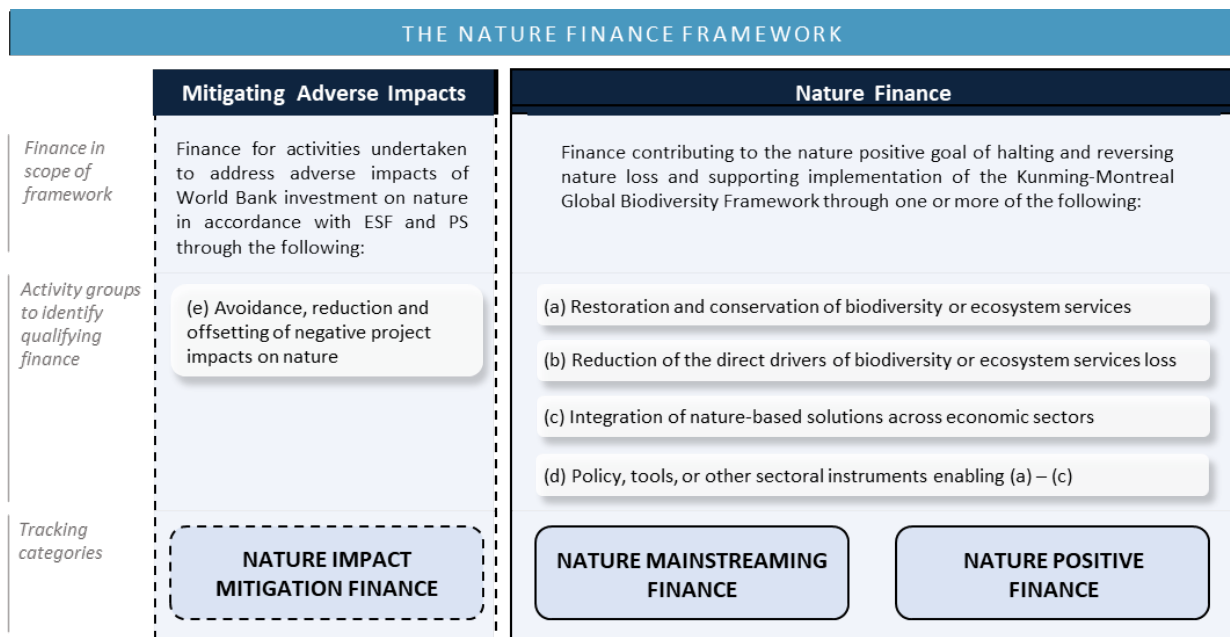 THE NATURE FINANCE FRAMEWORK
Mitigating Adverse Impacts
Nature Finance
Finance in
scope of
framework
Finance for activities undertaken
to address adverse impacts of
World Bank investment on nature
in accordance with ESF and PS
through the following:
Finance contributing to the nature positive goal of halting and reversing
nature loss and supporting implementation of the Kunming-Montreal
Global Biodiversity Framework through one or more of the following:
Activity groups
to identify
qualifying
finance
(e) Avoidance, reduction and
offsetting of negative project
impacts on nature
(a) Restoration and conservation of biodiversity or ecosystem services
(b) Reduction of the direct drivers of biodiversity or ecosystem services loss
(c) Integration of nature-based solutions across economic sectors
(d) Policy, tools, or other sectoral instruments enabling (a) – (c)
Tracking
categories
NATURE IMPACT
MITIGATION FINANCE
NATURE MAINSTREAMING
FINANCE
NATURE POSITIVE
FINANCE